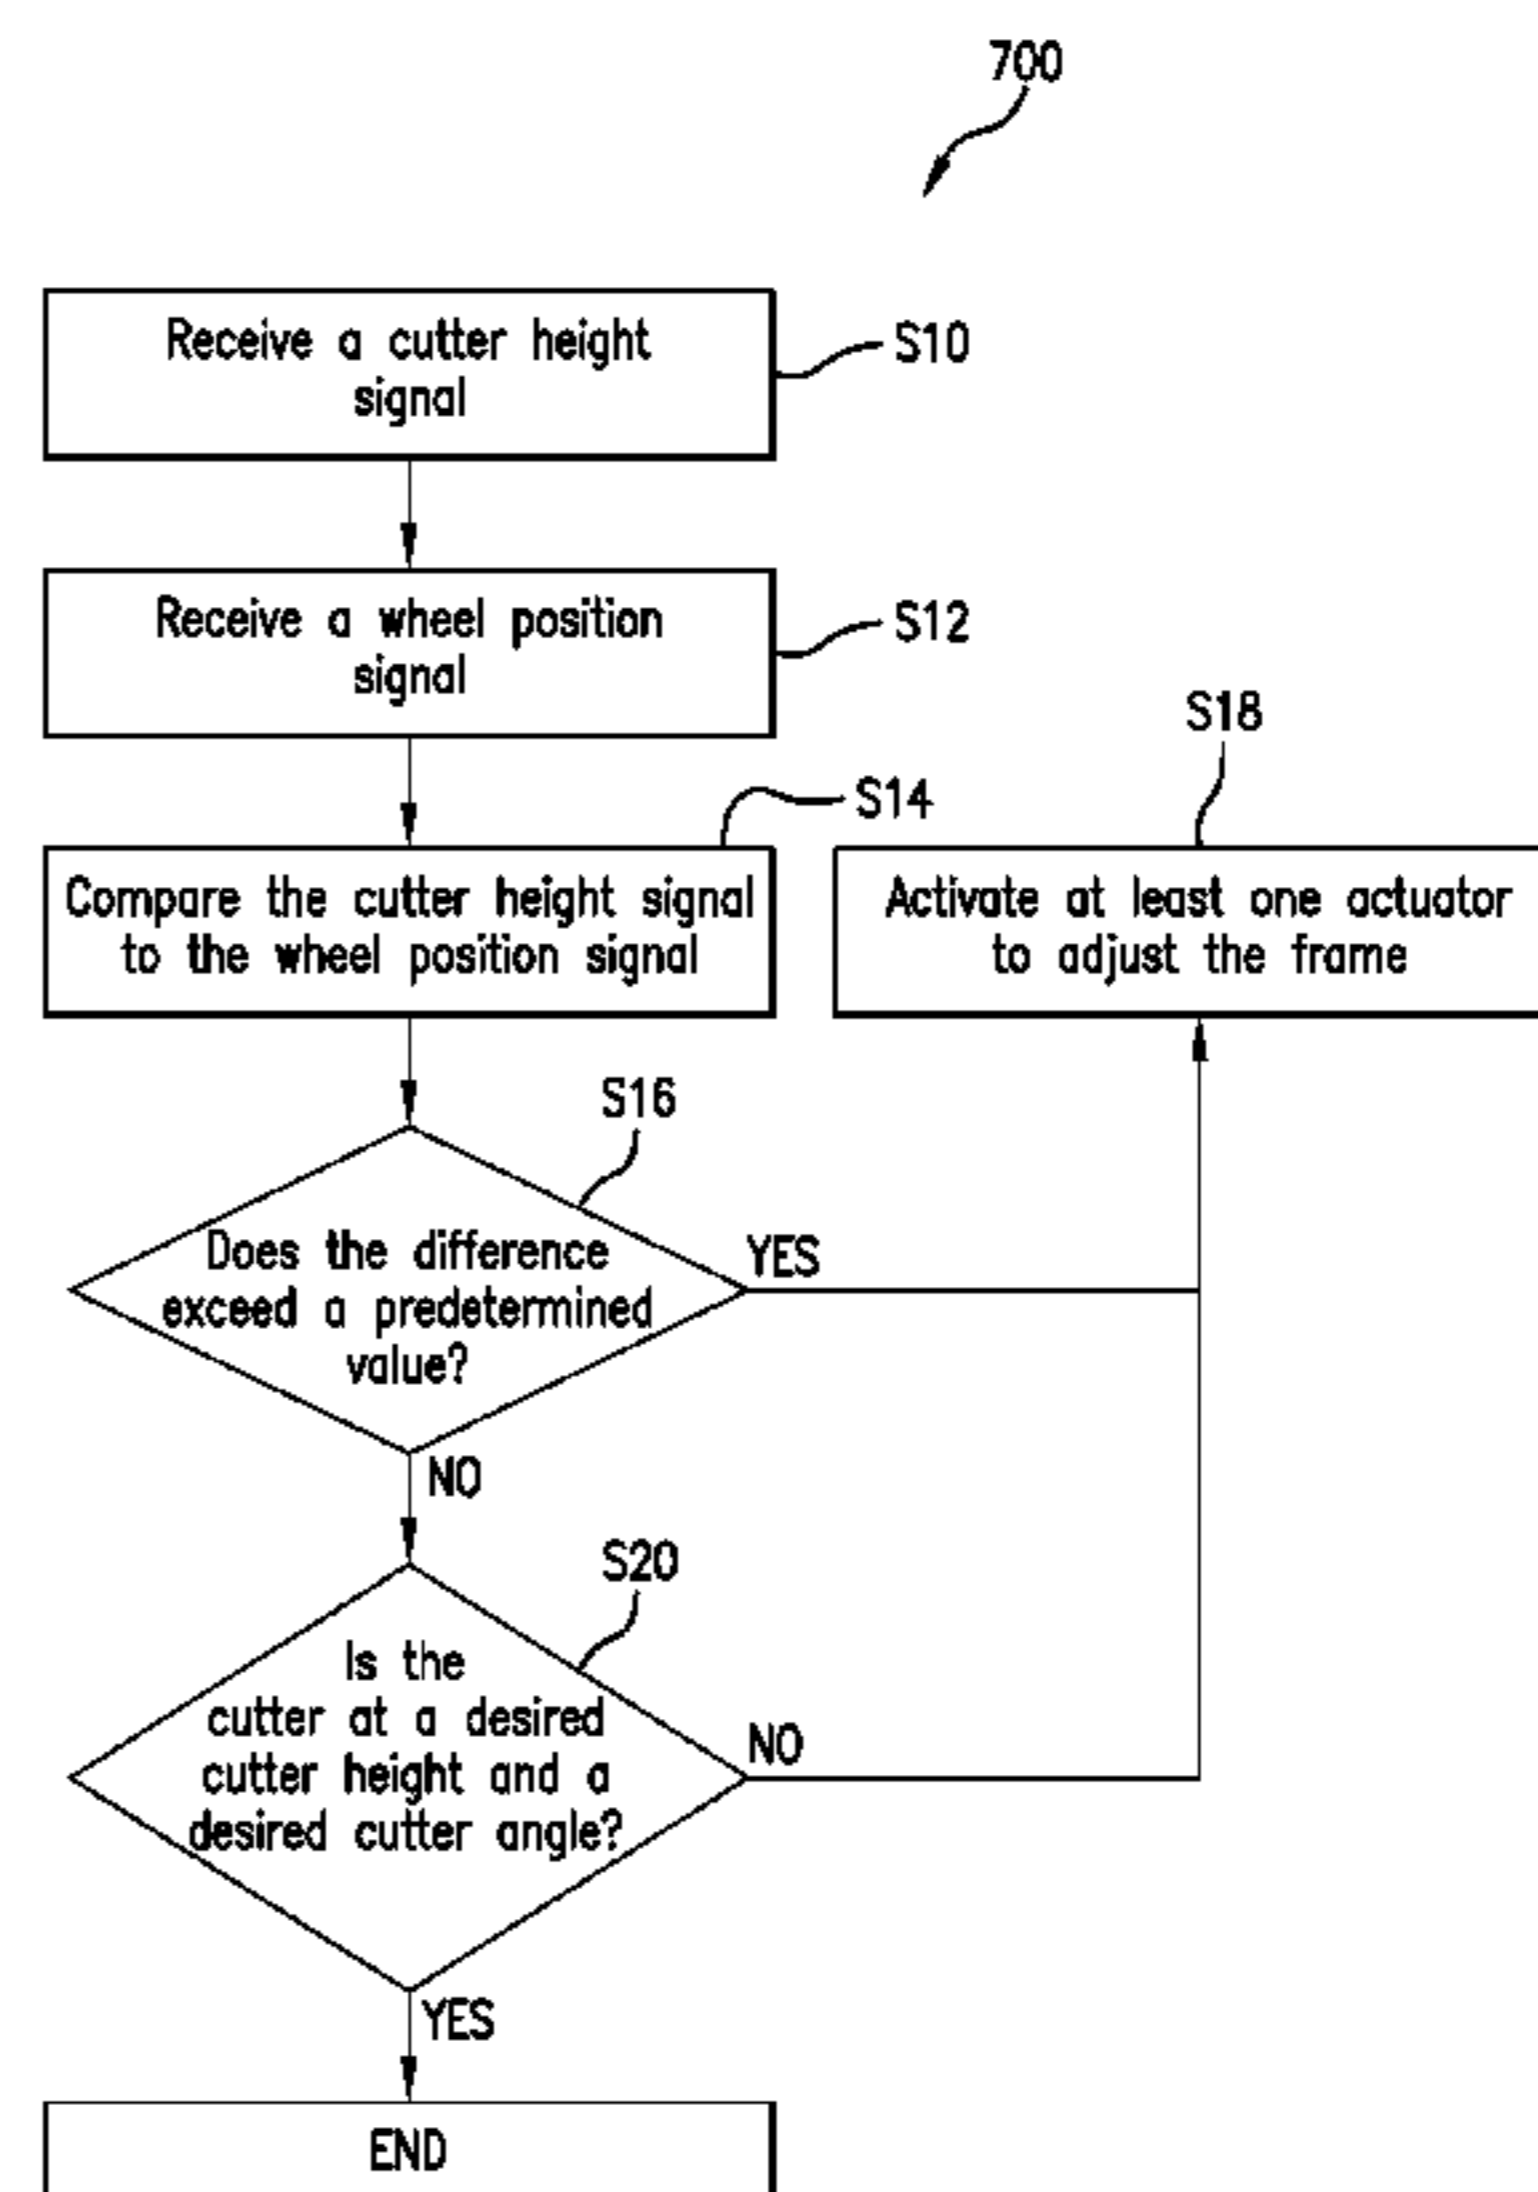 700
Receive a cutter height
signal
S10
Receive a wheel position
signal
S12
S18
S14
Compare the cutter height signal
to the wheel position signal
Activate at least one actuator
to adjust the frame
S16
Does the difference
exceed a predetermined
value?
YES
NO
S20
Is the
cutter at a desired
cutter height and a
desired cutter angle?
NO
YES
END